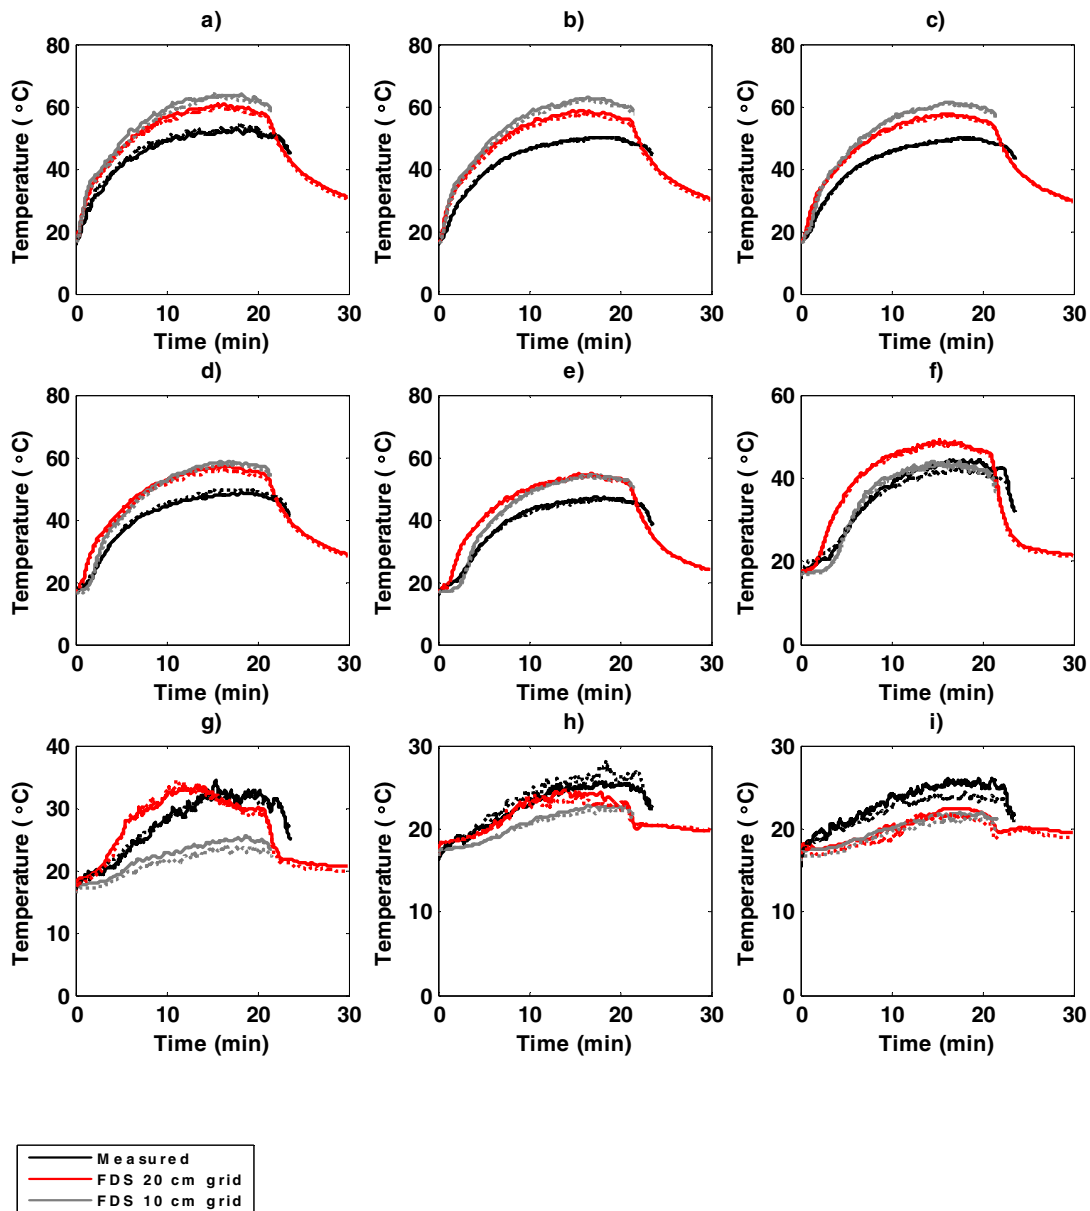 a) b) c)
80 80 80
60 60 60
40 40 40
20 20 20
0 0 0
Temperature ( °C) Temperature ( °C) Temperature ( °C)
0 10 20 30 0 10 20 30 0 10 20 30
Time (min) Time (min) Time (min)
d) e) f)
80 80 60
60 60 40
40 40 20
20 20 0
0 0
Temperature ( °C) Temperature ( °C) Temperature ( °C)
0 10 20 30 0 10 20 30 0 10 20 30
Time (min) Time (min) Time (min)
g) h) i)
40 30 30
30 20 20
20 10 10
10 0 0
0
Temperature ( °C) Temperature ( °C) Temperature ( °C)
0 10 20 30 0 10 20 30 0 10 20 30
Time (min) Time (min) Time (min)
Measured
FDS 20 cm grid
FDS 10 cm grid